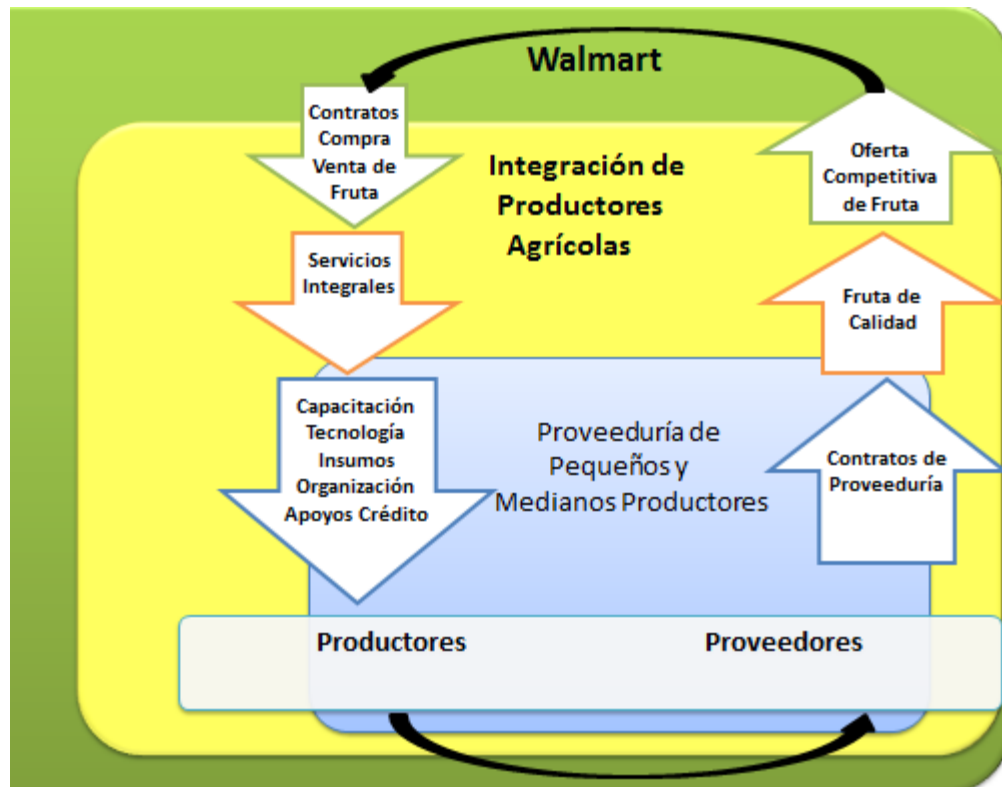 Walmart
Contratos
Compra
Venta de
Fruta
Integración de
Productores
Agrícolas
Oferta
Competitiva
de Fruta
Servicios
Integrales
Fruta de
Calidad
Capacitación
Tecnología
Insumos
Organización
Apoyos Crédito
Proveeduría de
Pequeños y
Medianos Productores
Contratos de
Proveeduría
Productores
Proveedores